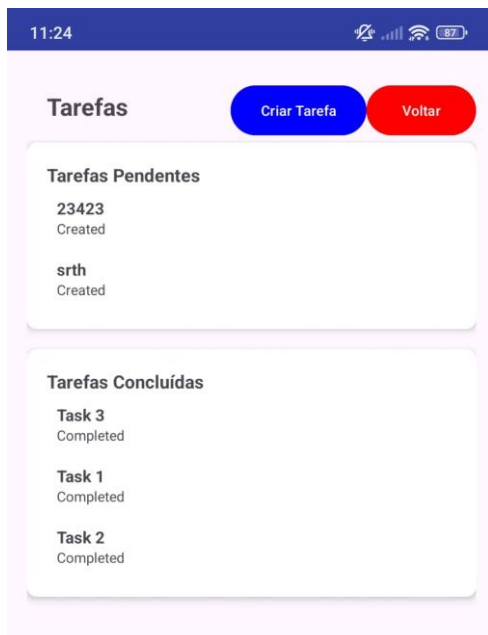 11:24
87
Tarefas
Criar Tarefa
Voltar
Tarefas Pendentes
23423
Created
srth
Created
Tarefas Concluídas
Task 3
Completed
Task 1
Completed
Task 2
Completed